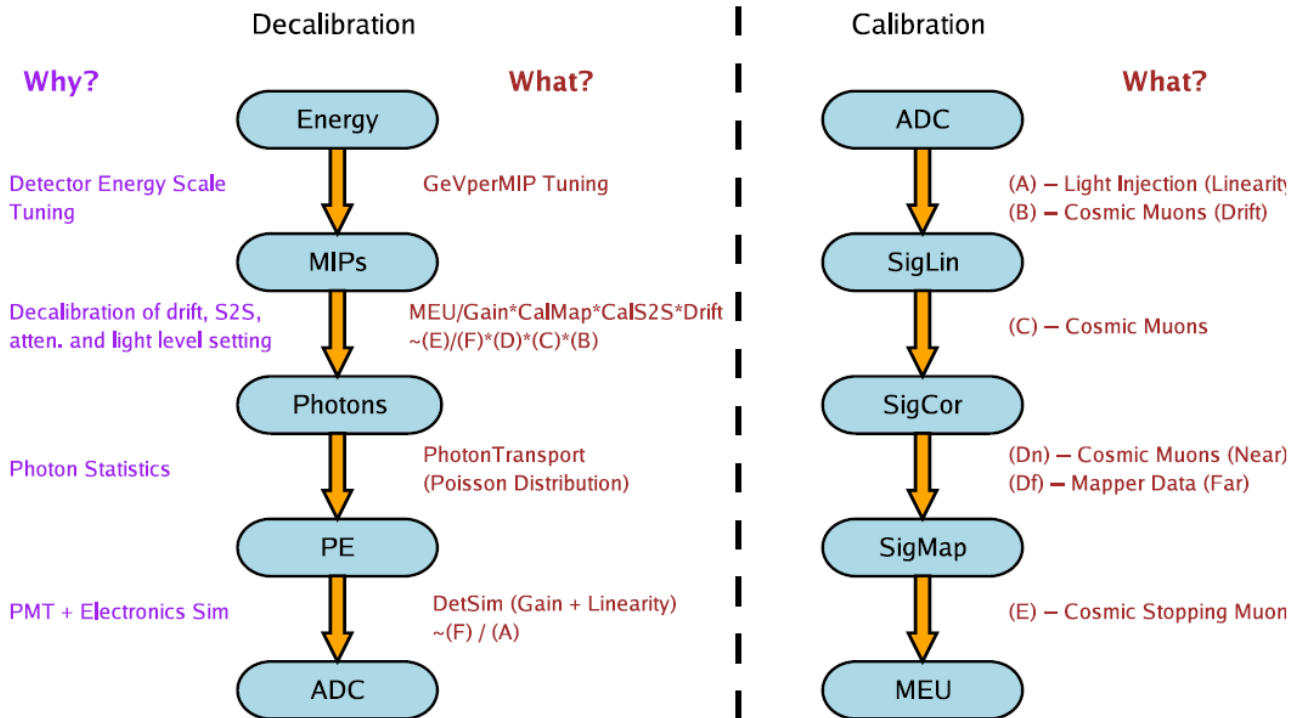 Decalibration
Why?
What?
Energy
Detector Energy Scale
Tuning
GeVperMIP Tuning
MIPs
Decalibration of drift, S2S,
atten. and light level setting
MEU/Gain*CalMap*CalS2S*Drift
~(E)/(F)*(D)*(C)*(B)
Photons
Photon Statistics
PhotonTransport
(Poisson Distribution)
PE
PMT + Electronics Sim
DetSim (Gain + Linearity)
~(F) / (A)
ADC
Calibration
What?
ADC
(A) – Light Injection (Linearity
(B) – Cosmic Muons (Drift)
SigLin
(C) – Cosmic Muons
SigCor
(Dn) – Cosmic Muons (Near)
(Df) – Mapper Data (Far)
SigMap
(E) – Cosmic Stopping Muon
MEU